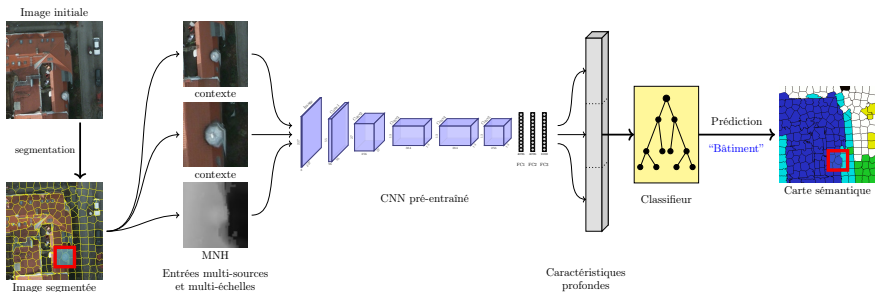 Image initiale
segmentation
Image segmentée
contexte
contexte
MNH
Entrées multi-sources
et multi-échelles
CNN pré-entraîné
FC1 FC2 FC3
Caractéristiques
profondes
Classifieur
Prédiction
“Bâtiment”
Carte sémantique